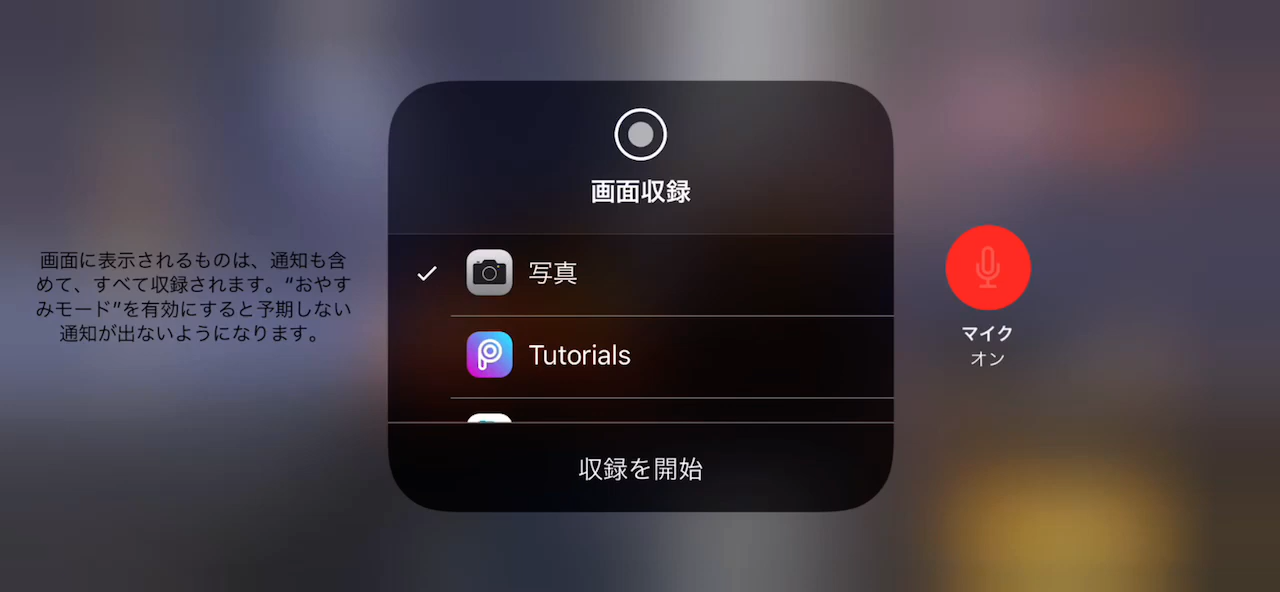 画面に表示されるものは、通知も含
めて、すべて収録されます。“おやす
みモード”を有効にすると予期しない
通知が出ないようになります。
画面収録
写真
Tutorials
収録を開始
マイク
オン